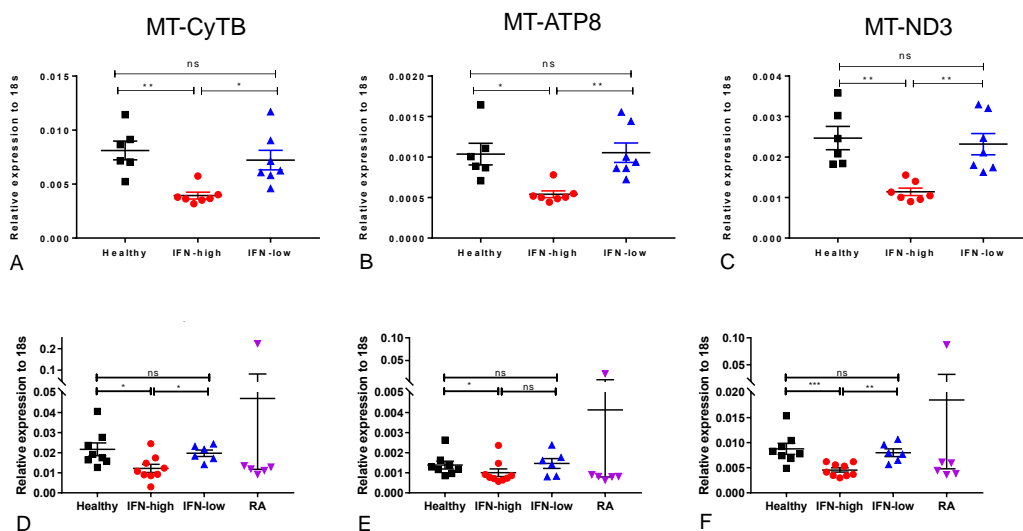 MT-CyTB
MT-ATP8
MT-ND3
Relative expression to 18s
0.015
0.010
0.005
0.000
ns
** *
Healthy IFN-high IFN-low
A
Relative expression to 18s
0.0020
0.0015
0.0010
0.0005
0.0000
ns
* **
Healthy IFN-high IFN-low
B
Relative expression to 18s
0.004
0.003
0.002
0.001
0.000
ns
** **
Healthy IFN-high IFN-low
C
Relative expression to 18s
0.2
0.1
0.05
0.04
0.03
0.02
0.01
0.00
ns
* *
Healthy IFN-high IFN-low RA
D
Relative expression to 18s
0.10
0.05
0.005
0.004
0.003
0.002
0.001
0.000
ns
* ns
Healthy IFN-high IFN-low RA
E
Relative expression to 18s
0.10
0.05
0.020
0.015
0.010
0.005
0.000
ns
*** **
Healthy IFN-high IFN-low RA
F